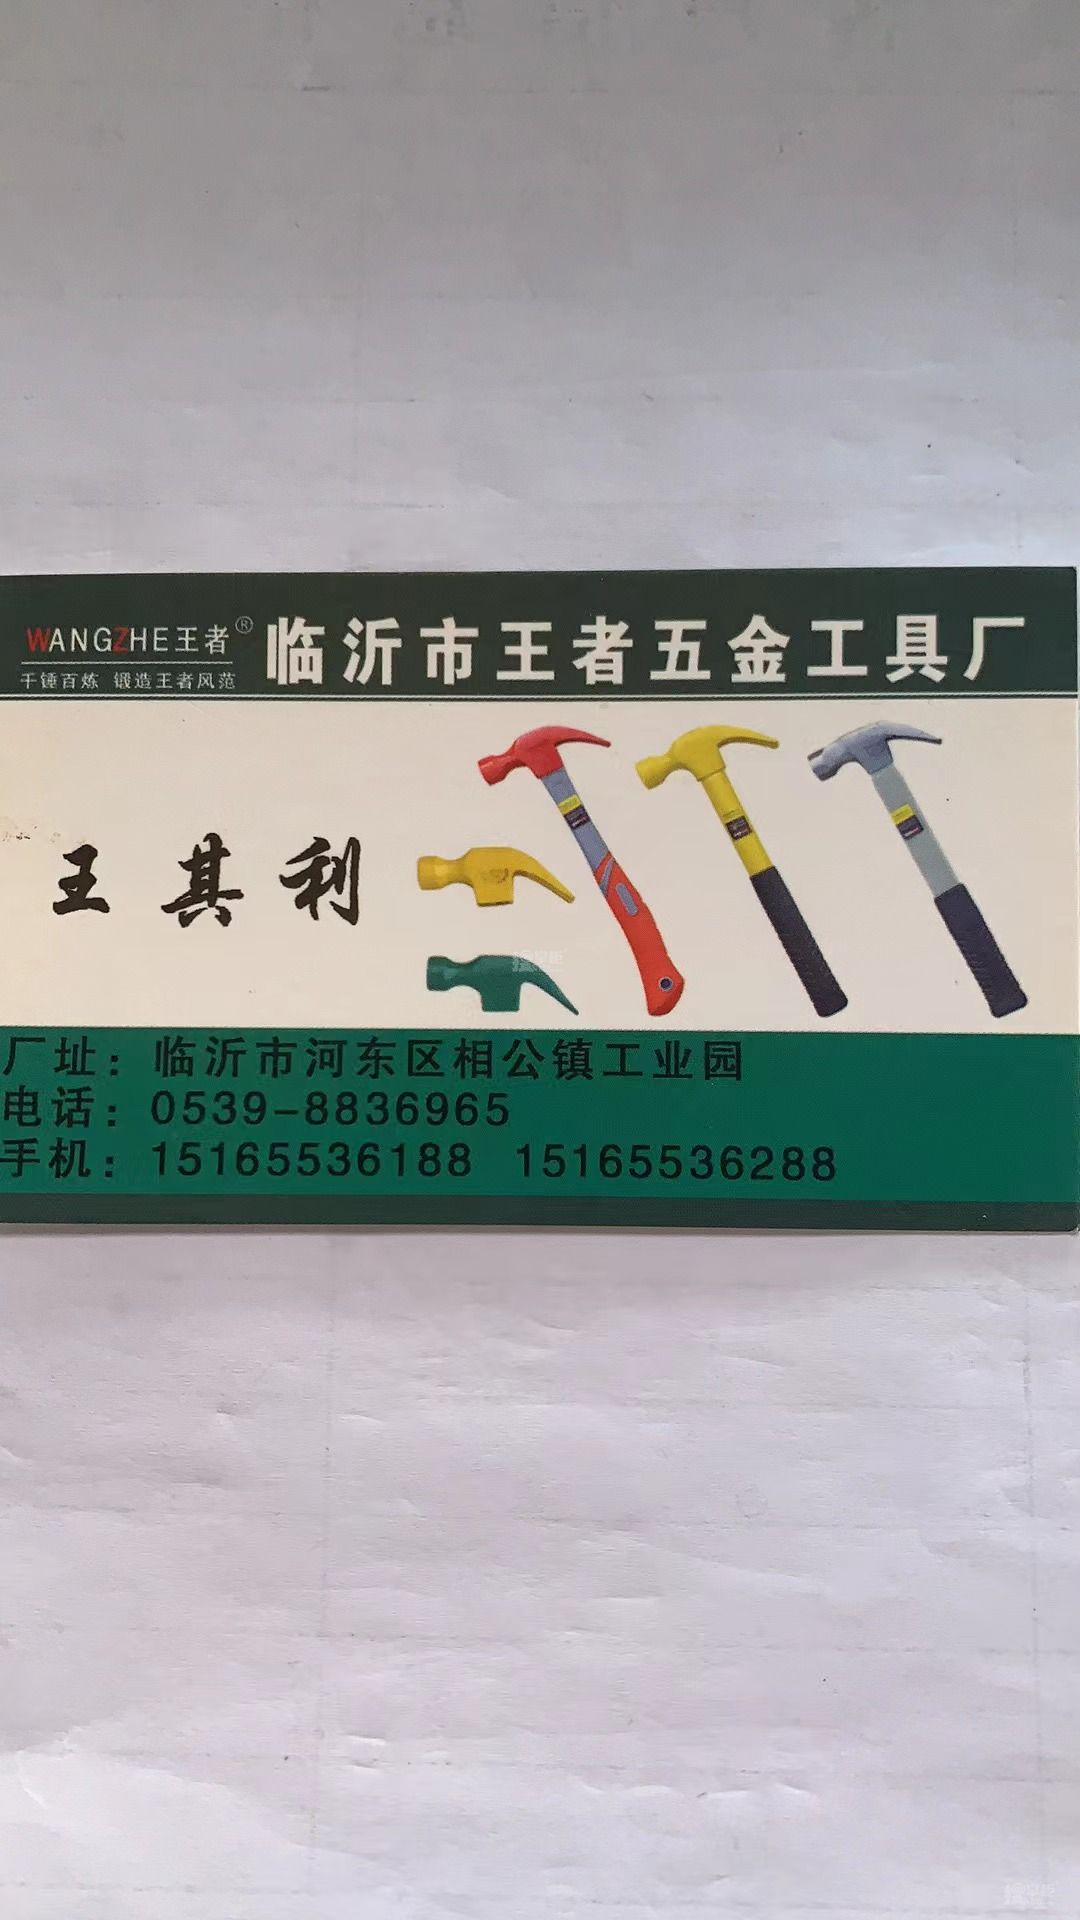 WANGZHE王者® 临沂市王者五金工具厂
千锤百炼 锻造王者风范
王其利
厂址：临沂市河东区相公镇工业园
电话：0539-8836965
手机：15165536188 15165536288